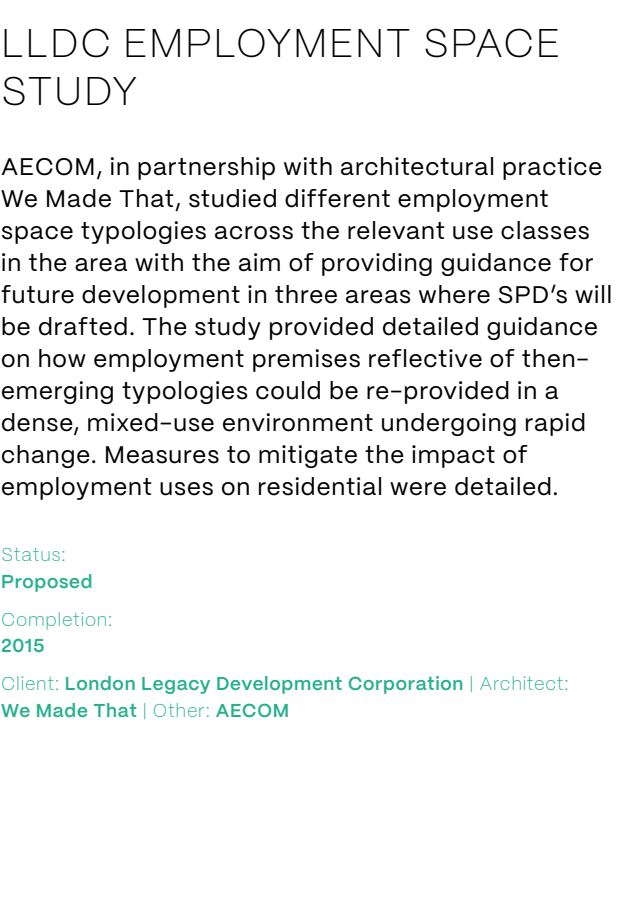 LLDC EMPLOYMENT SPACE
STUDY
AECOM, in partnership with architectural practice
We Made That, studied different employment
space typologies across the relevant use classes
in the area with the aim of providing guidance for
future development in three areas where SPD’s will
be drafted. The study provided detailed guidance
on how employment premises reflective of then-
emerging typologies could be re-provided in a
dense, mixed-use environment undergoing rapid
change. Measures to mitigate the impact of
employment uses on residential were detailed.
Status:
Proposed
Completion:
2015
Client: London Legacy Development Corporation | Architect:
We Made That | Other: AECOM